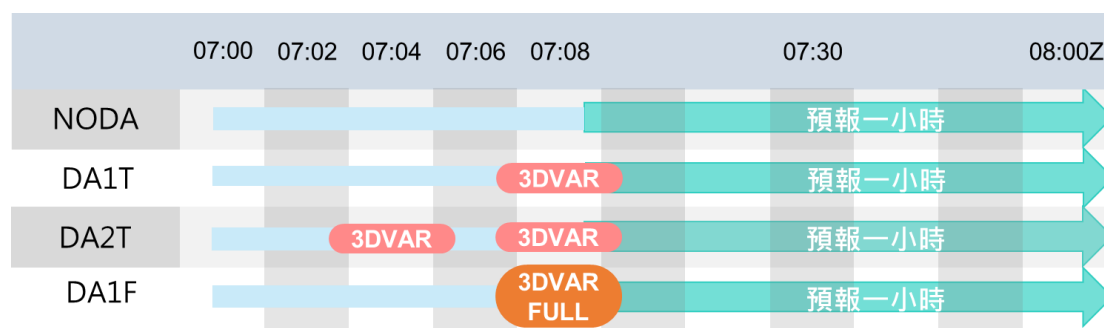 07:00 07:02 07:04 07:06 07:08 07:30 08:00Z
NODA 預報一小時
DA1T 3DVAR 預報一小時
DA2T 3DVAR 3DVAR 預報一小時
DA1F 3DVAR FULL 預報一小時